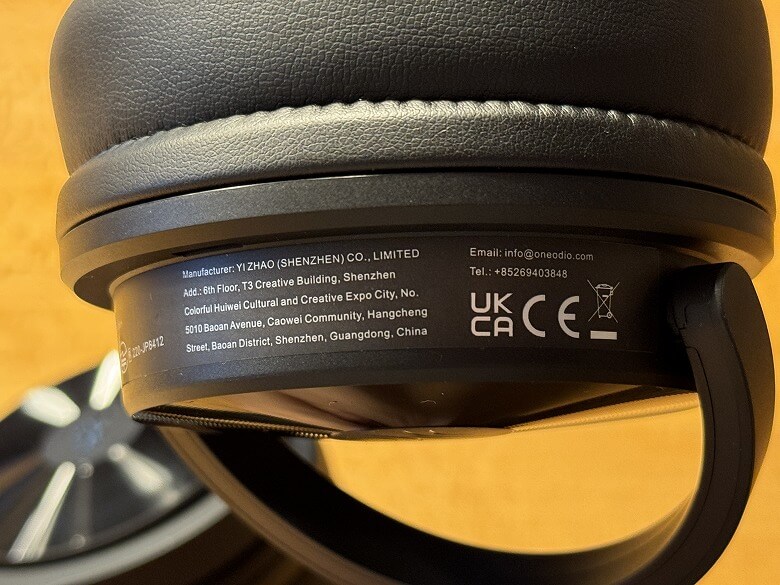 Manufacturer: YI ZHAO (SHENZHEN) CO., LIMITED
Add.: 6th Floor, T3 Creative Building, Shenzhen
Colorful Huiwei Cultural and Creative Expo City, No.
5010 Baoan Avenue, Caowei Community, Hangcheng
Street, Baoan District, Shenzhen, Guangdong, China
Email: info@oneodio.com
Tel.: +85269403848
UK
CA CE
220-JP8412